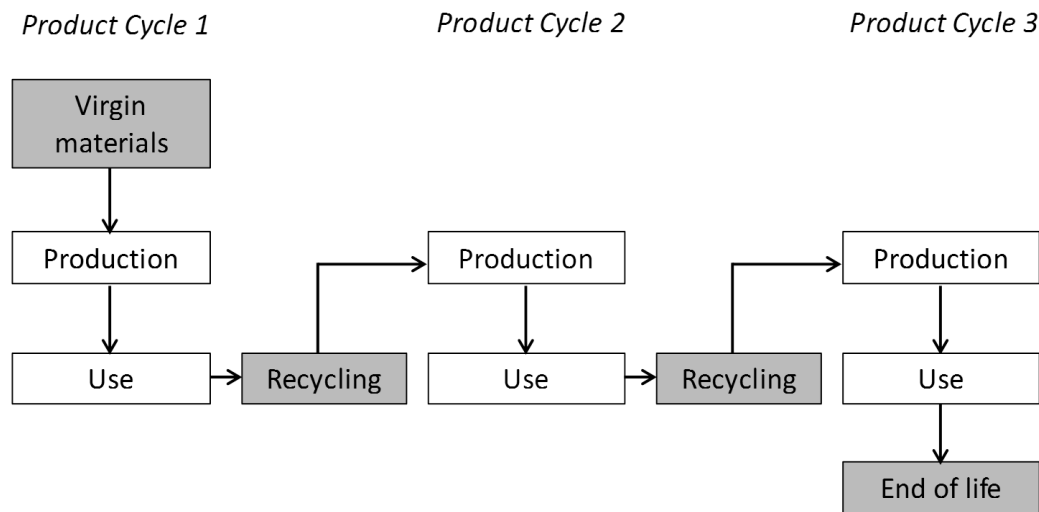 Product Cycle 1
Product Cycle 2
Product Cycle 3
Virgin
materials
Production
Production
Production
Use
Recycling
Use
Recycling
Use
End of life